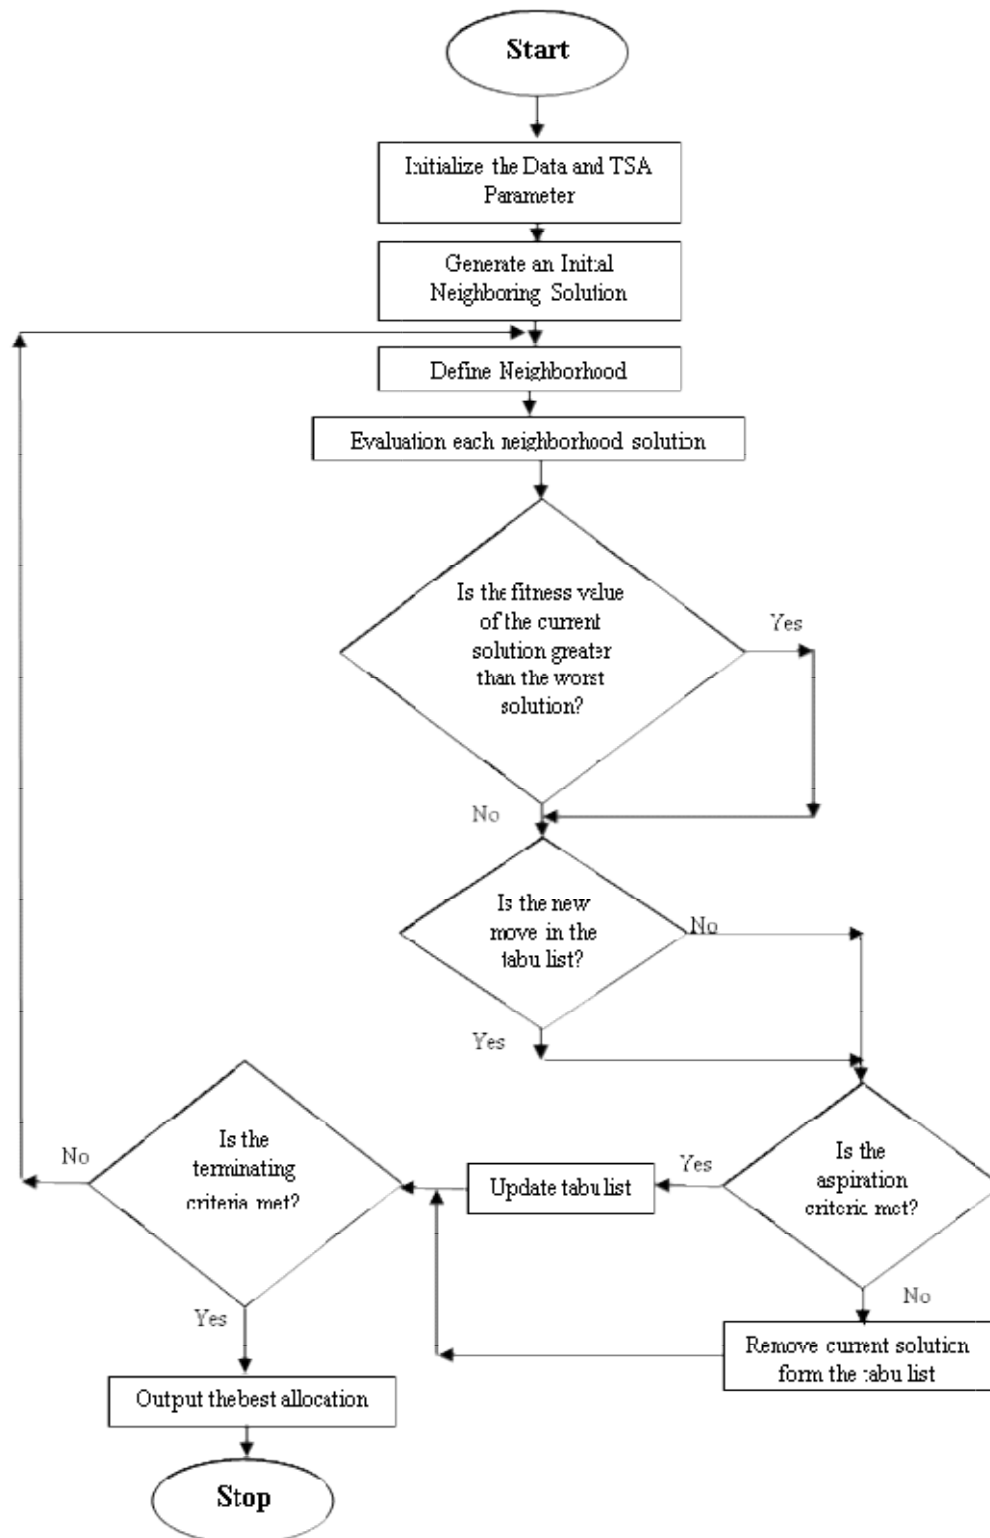 Start
Initialize the Data and TSA
Parameter
Generate an Initial
Neighboring Solution
Define Neighborhood
Evaluation each neighborhood solution
Is the fitness value
of the current
solution greater
than the worst
solution?
Yes
No
Is the new
move in the
tabu list?
No
Yes
Is the
aspiration
criteria met?
Yes
No
Update tabu list
Remove current solution
form the tabu list
Is the
terminating
criteria met?
No
Yes
Output the best allocation
Stop